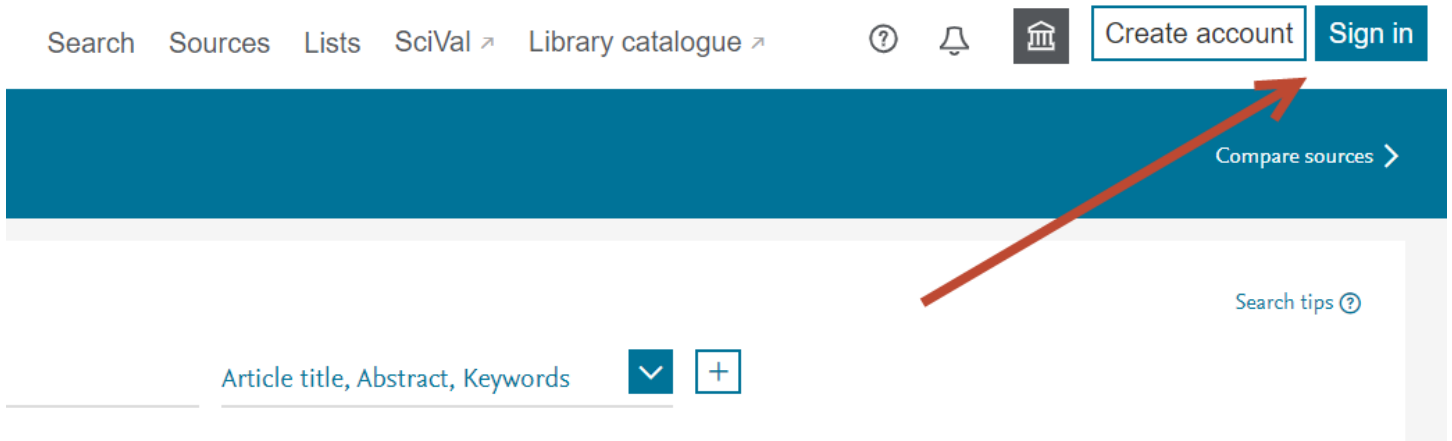 Search Sources Lists SciVal ↗ Library catalogue ↗ Create account Sign in
Compare sources
Search tips
Article title, Abstract, Keywords